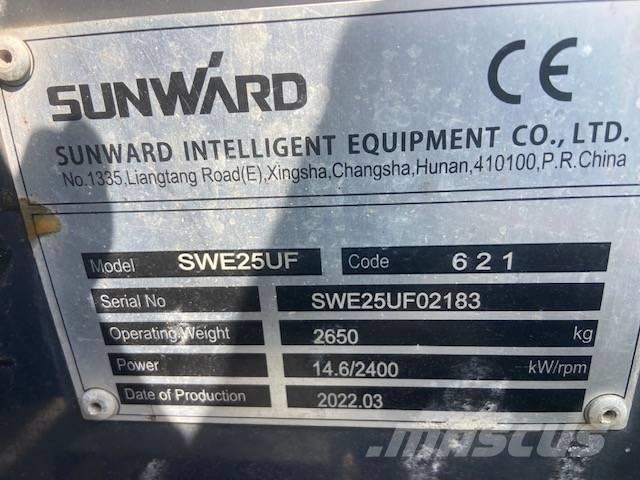 SUNWARD
CE
SUNWARD INTELLIGENT EQUIPMENT CO., LTD.
No.1335,Liangtang Road(E),Xingsha,Changsha,Hunan,410100,P.R.China
Model SWE25UF Code 621
Serial No SWE25UF02183
Operating Weight 2650 kg
Power 14.6/2400 kW/rpm
Date of Production 2022.03
MASCUS